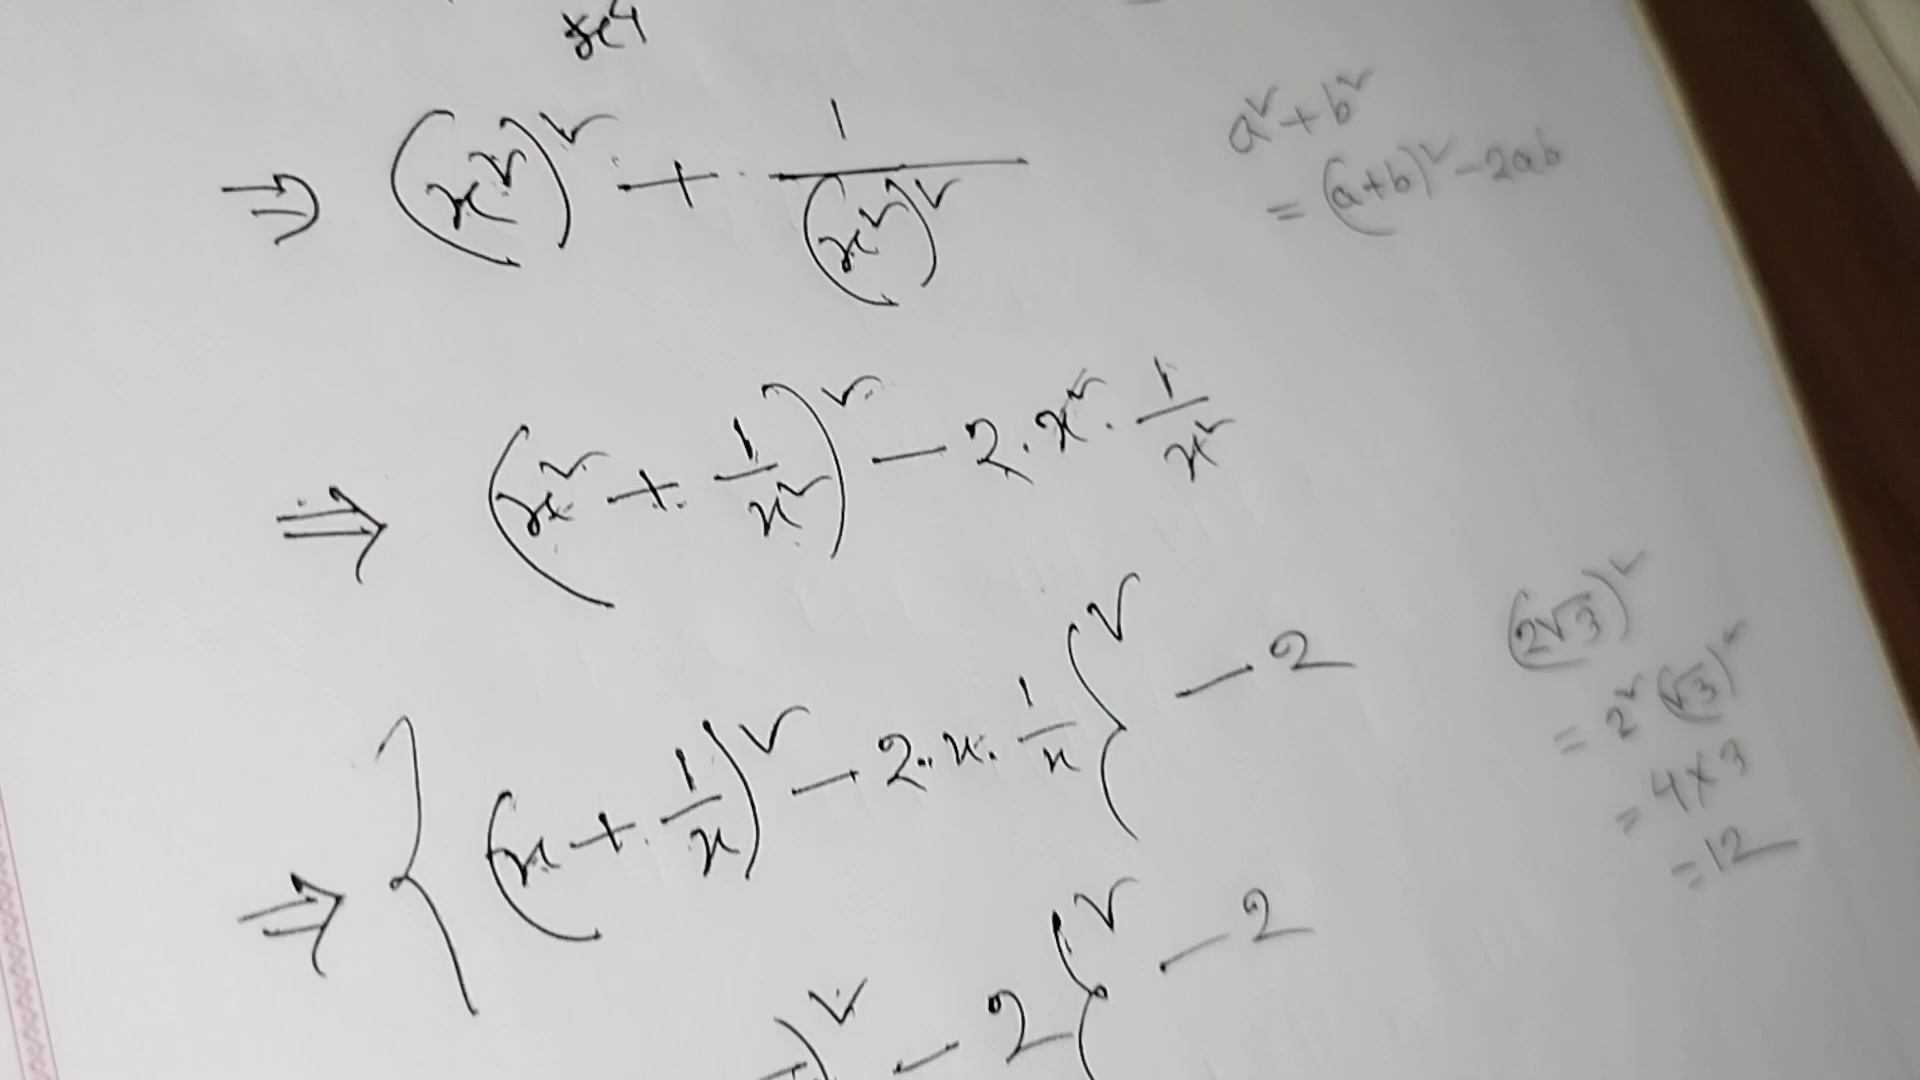 x⁴
⇒ (x²)² + 1/(x²)²
a² + b²
= (a+b)² - 2ab
⇒ (x² + 1/x²)² - 2·x²·1/x²
⇒ {(x + 1/x)² - 2·x·1/x}² - 2
(2√3)²
= 2² (√3)²
= 4 × 3
= 12
)² - 2}² - 2